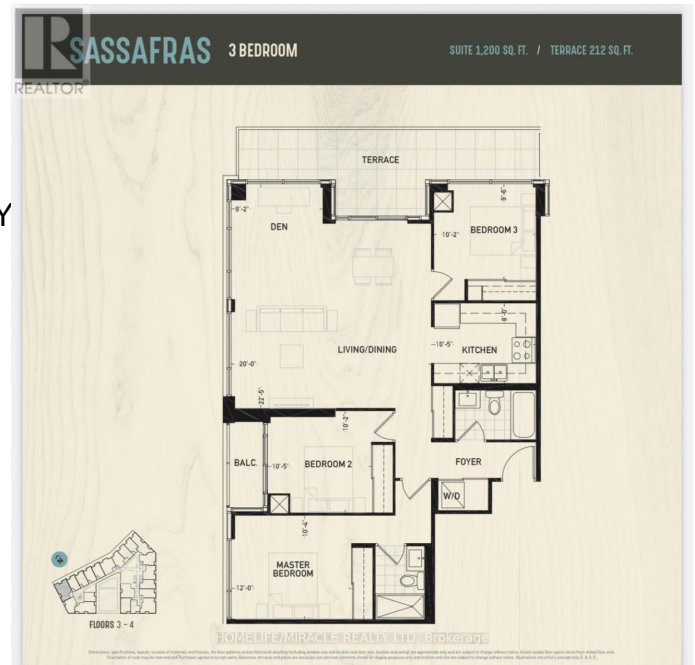 R
REALTOR®
SASSAFRAS 3 BEDROOM
SUITE 1,200 SQ. FT. / TERRACE 212 SQ. FT.
Y
TERRACE
9'-2"
DEN
9'-6"
10'-2"
BEDROOM 3
8'-0"
LIVING/DINING
10'-5"
KITCHEN
20'-0"
22'-5"
10'-2"
BALC.
10'-5"
BEDROOM 2
FOYER
W/D
10'-4"
MASTER
BEDROOM
12'-0"
FLOORS 3 - 4
HOMELIFE/MIRACLE REALTY LTD, Brokerage